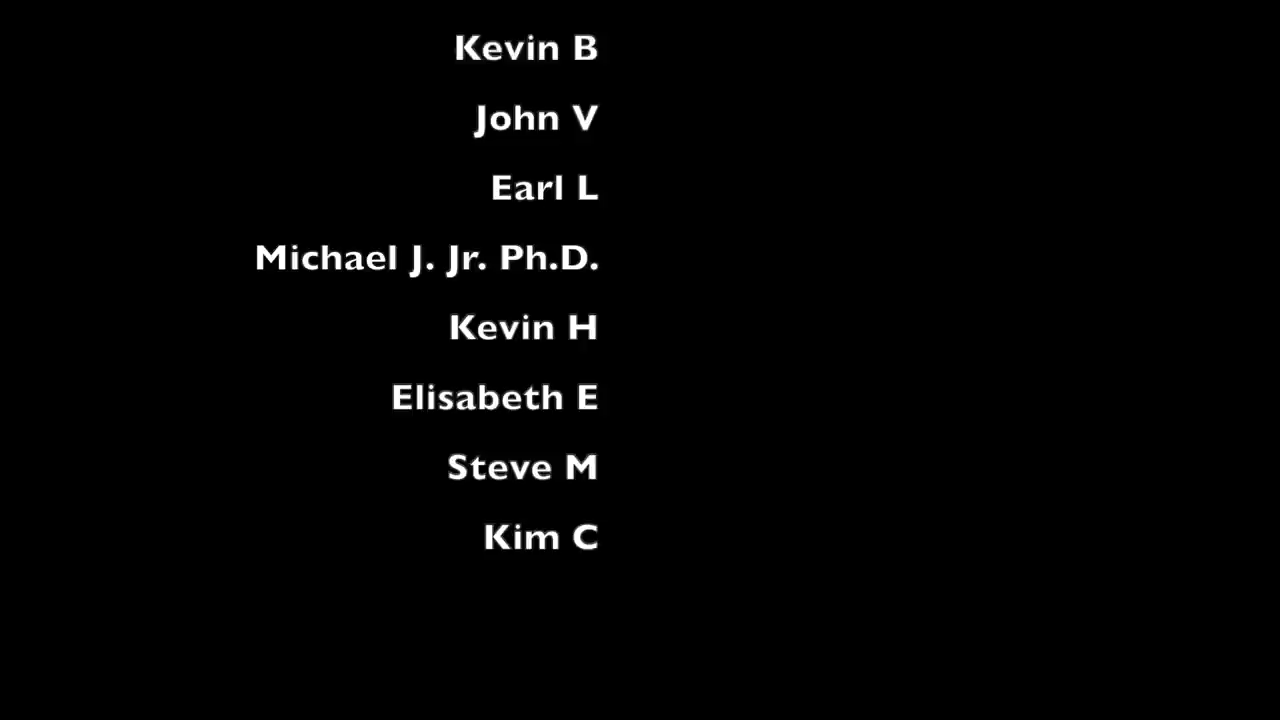 Kevin B
John V
Earl L
Michael J. Jr. Ph.D.
Kevin H
Elisabeth E
Steve M
Kim C